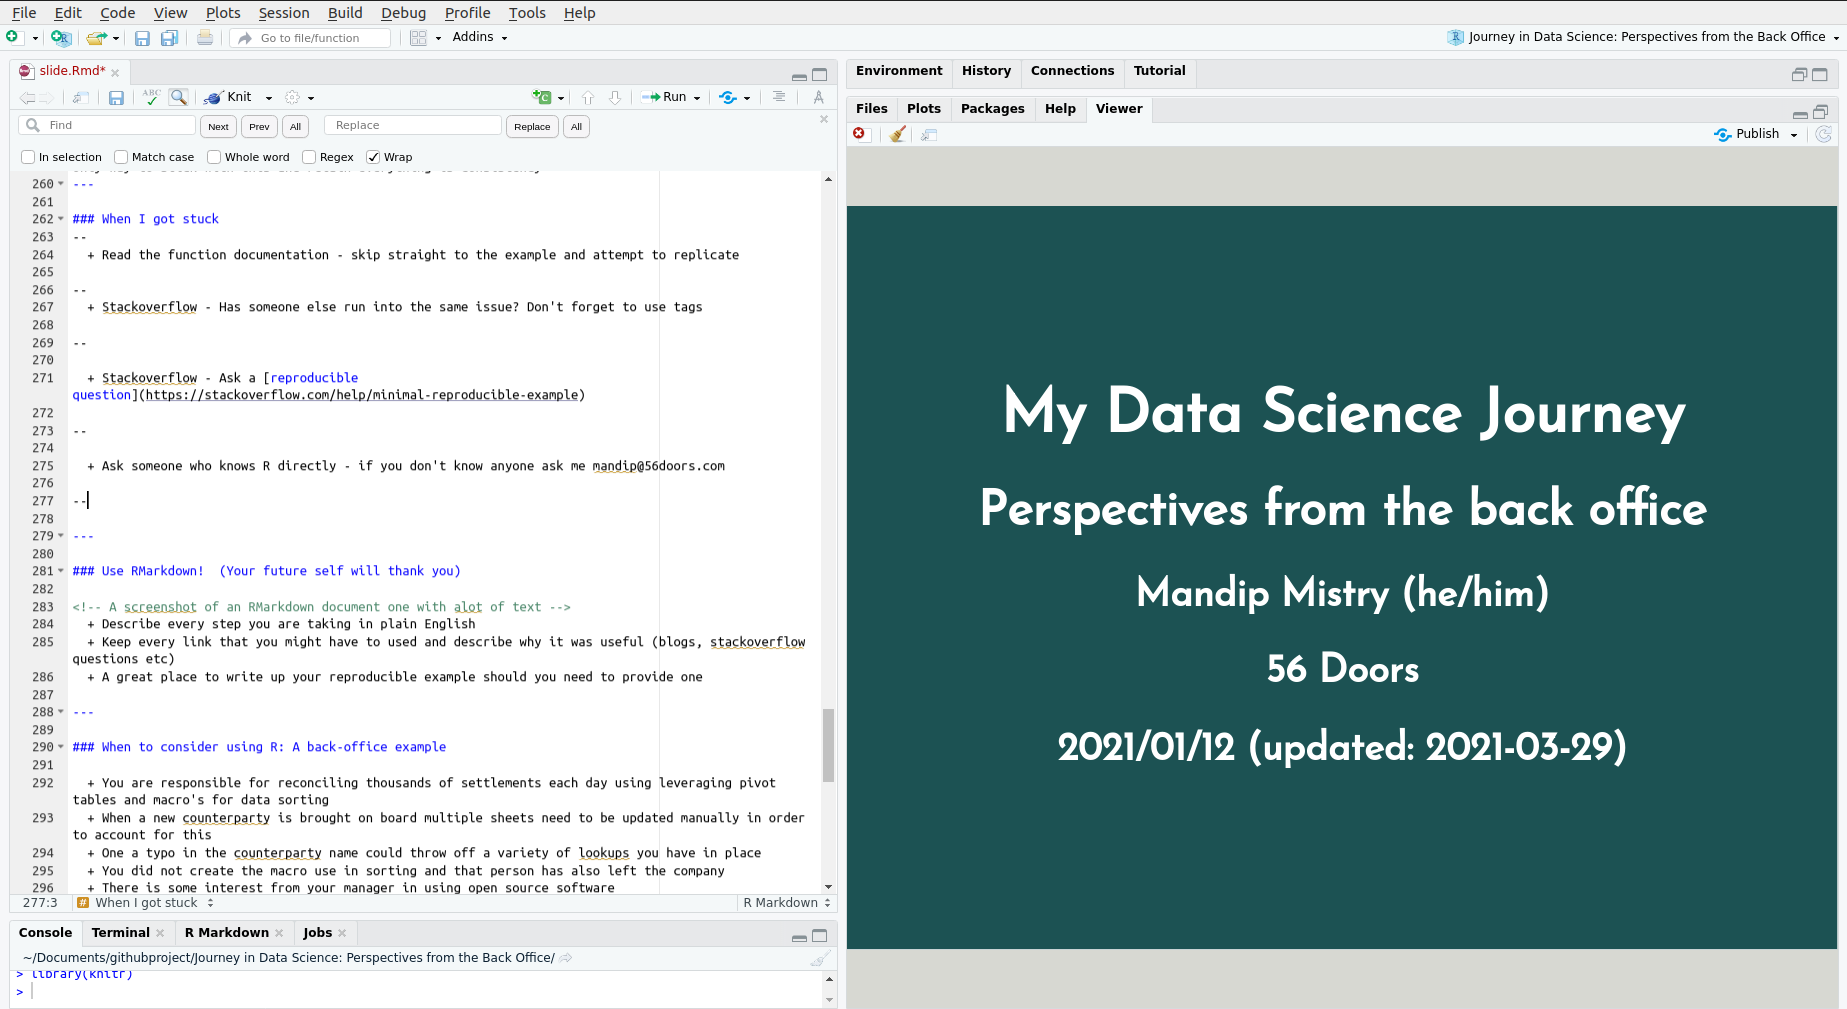 File Edit Code View Plots Session Build Debug Profile Tools Help
Go to file/function Addins Journey in Data Science: Perspectives from the Back Office
slide.Rmd*
ABC Knit Run
Find Next Prev All Replace Replace All
In selection Match case Whole word Regex Wrap
260 ---
261
262 ### When I got stuck
263 --
264 + Read the function documentation - skip straight to the example and attempt to replicate
265
266 --
267 + Stackoverflow - Has someone else run into the same issue? Don't forget to use tags
268
269 --
270
271 + Stackoverflow - Ask a [reproducible
question](https://stackoverflow.com/help/minimal-reproducible-example)
272
273 --
274
275 + Ask someone who knows R directly - if you don't know anyone ask me mandip@56doors.com
276
277 --
278
279 ---
280
281 ### Use RMarkdown!  (Your future self will thank you)
282
283 <!-- A screenshot of an RMarkdown document one with alot of text -->
284 + Describe every step you are taking in plain English
285 + Keep every link that you might have to used and describe why it was useful (blogs, stackoverflow
questions etc)
286 + A great place to write up your reproducible example should you need to provide one
287
288 ---
289
290 ### When to consider using R: A back-office example
291
292 + You are responsible for reconciling thousands of settlements each day using leveraging pivot
tables and macro's for data sorting
293 + When a new counterparty is brought on board multiple sheets need to be updated manually in order
to account for this
294 + One a typo in the counterparty name could throw off a variety of lookups you have in place
295 + You did not create the macro use in sorting and that person has also left the company
296 + There is some interest from your manager in using open source software
277:3 # When I got stuck R Markdown
Console Terminal R Markdown Jobs
~/Documents/githubproject/Journey in Data Science: Perspectives from the Back Office/
> library(knitr)
>
Environment History Connections Tutorial
Files Plots Packages Help Viewer
Publish
My Data Science Journey
Perspectives from the back office
Mandip Mistry (he/him)
56 Doors
2021/01/12 (updated: 2021-03-29)